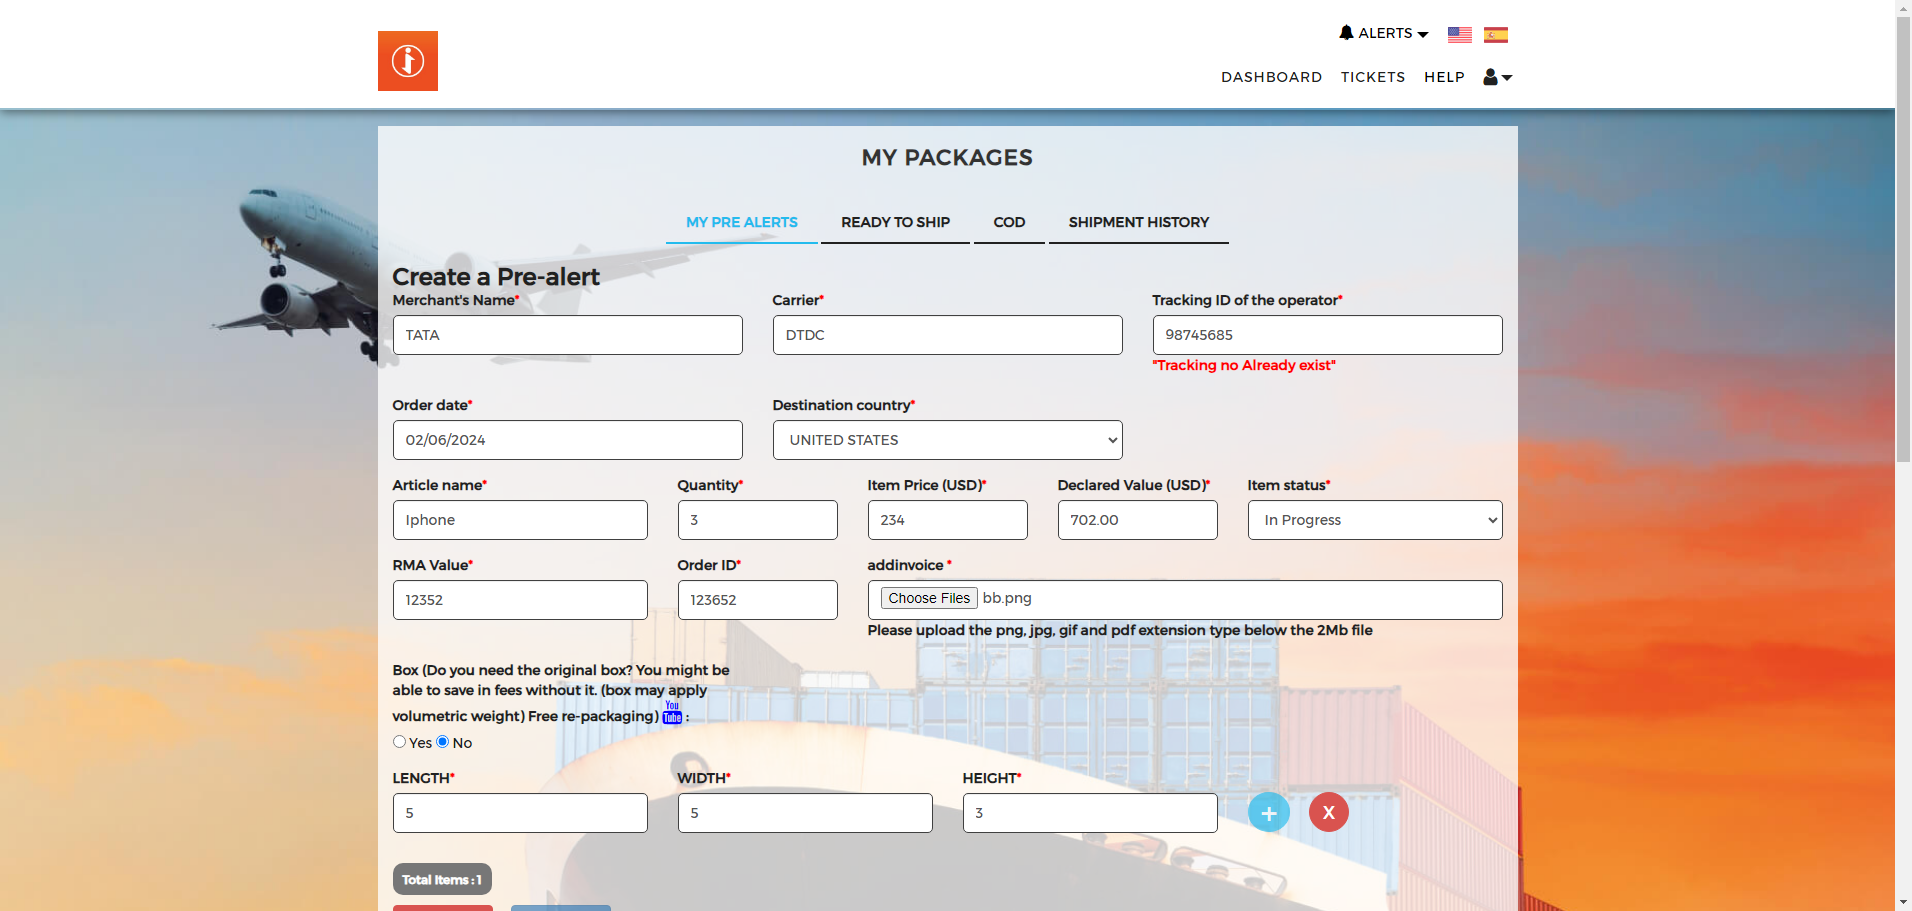 ALERTS
DASHBOARD TICKETS HELP
MY PACKAGES
MY PRE ALERTS READY TO SHIP COD SHIPMENT HISTORY
Create a Pre-alert
Merchant's Name* Carrier* Tracking ID of the operator*
TATA DTDC 98745685
"Tracking no Already exist"
Order date* Destination country*
02/06/2024 UNITED STATES
Article name* Quantity* Item Price (USD)* Declared Value (USD)* Item status*
Iphone 3 234 702.00 In Progress
RMA Value* Order ID* addinvoice *
12352 123652 Choose Files bb.png
Please upload the png, jpg, gif and pdf extension type below the 2Mb file
Box (Do you need the original box? You might be
able to save in fees without it. (box may apply
volumetric weight) Free re-packaging) You Tube :
Yes No
LENGTH* WIDTH* HEIGHT*
5 5 3 + X
Total Items : 1